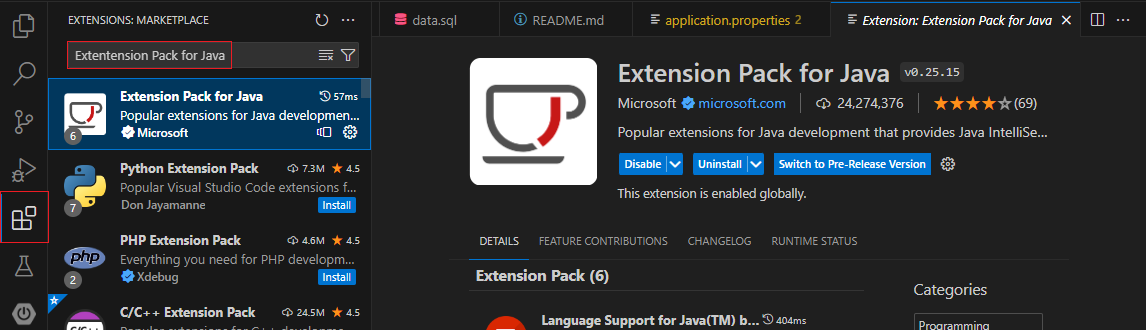 EXTENSIONS: MARKETPLACE
Extentension Pack for Java
Extension Pack for Java
57ms
Popular extensions for Java developmen...
Microsoft
6
Python Extension Pack
7.3M
4.5
Popular Visual Studio Code extensions f...
Don Jayamanne
Install
7
PHP Extension Pack
4.6M
4.5
Everything you need for PHP developm...
php
Xdebug
Install
2
C/C++ Extension Pack
24.5M
4.5
C/C++
Popular extensions for C++ developme...
data.sql
README.md
application.properties 2
Extension: Extension Pack for Java
Extension Pack for Java
v0.25.15
Microsoft
microsoft.com
24,274,376
(69)
Popular extensions for Java development that provides Java IntelliSe...
Disable
Uninstall
Switch to Pre-Release Version
This extension is enabled globally.
DETAILS
FEATURE CONTRIBUTIONS
CHANGELOG
RUNTIME STATUS
Extension Pack (6)
Language Support for Java(TM) b...
404ms
Categories
Programming